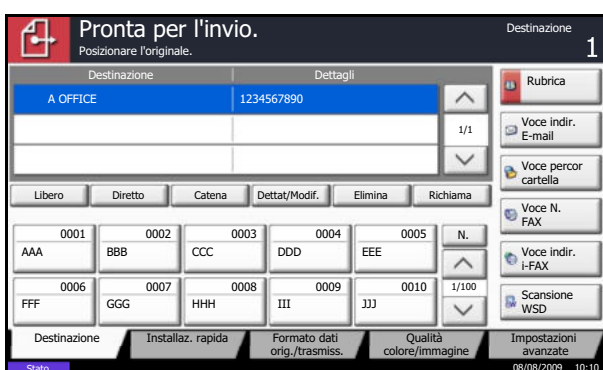 Pronta per l'invio.
Posizionare l'originale.
Destinazione
1
Destinazione Dettagli
A OFFICE 1234567890
1/1
Rubrica
Voce indir.
E-mail
Voce percor
cartella
Voce N.
FAX
Voce indir.
i-FAX
Scansione
WSD
Libero Diretto Catena Dettat/Modif. Elimina Richiama
0001 0002 0003 0004 0005 N.
AAA BBB CCC DDD EEE
0006 0007 0008 0009 0010 1/100
FFF GGG HHH III JJJ
Destinazione Installaz. rapida Formato dati
orig./trasmiss. Qualità
colore/immagine Impostazioni
avanzate
Stato 08/08/2009 10:10